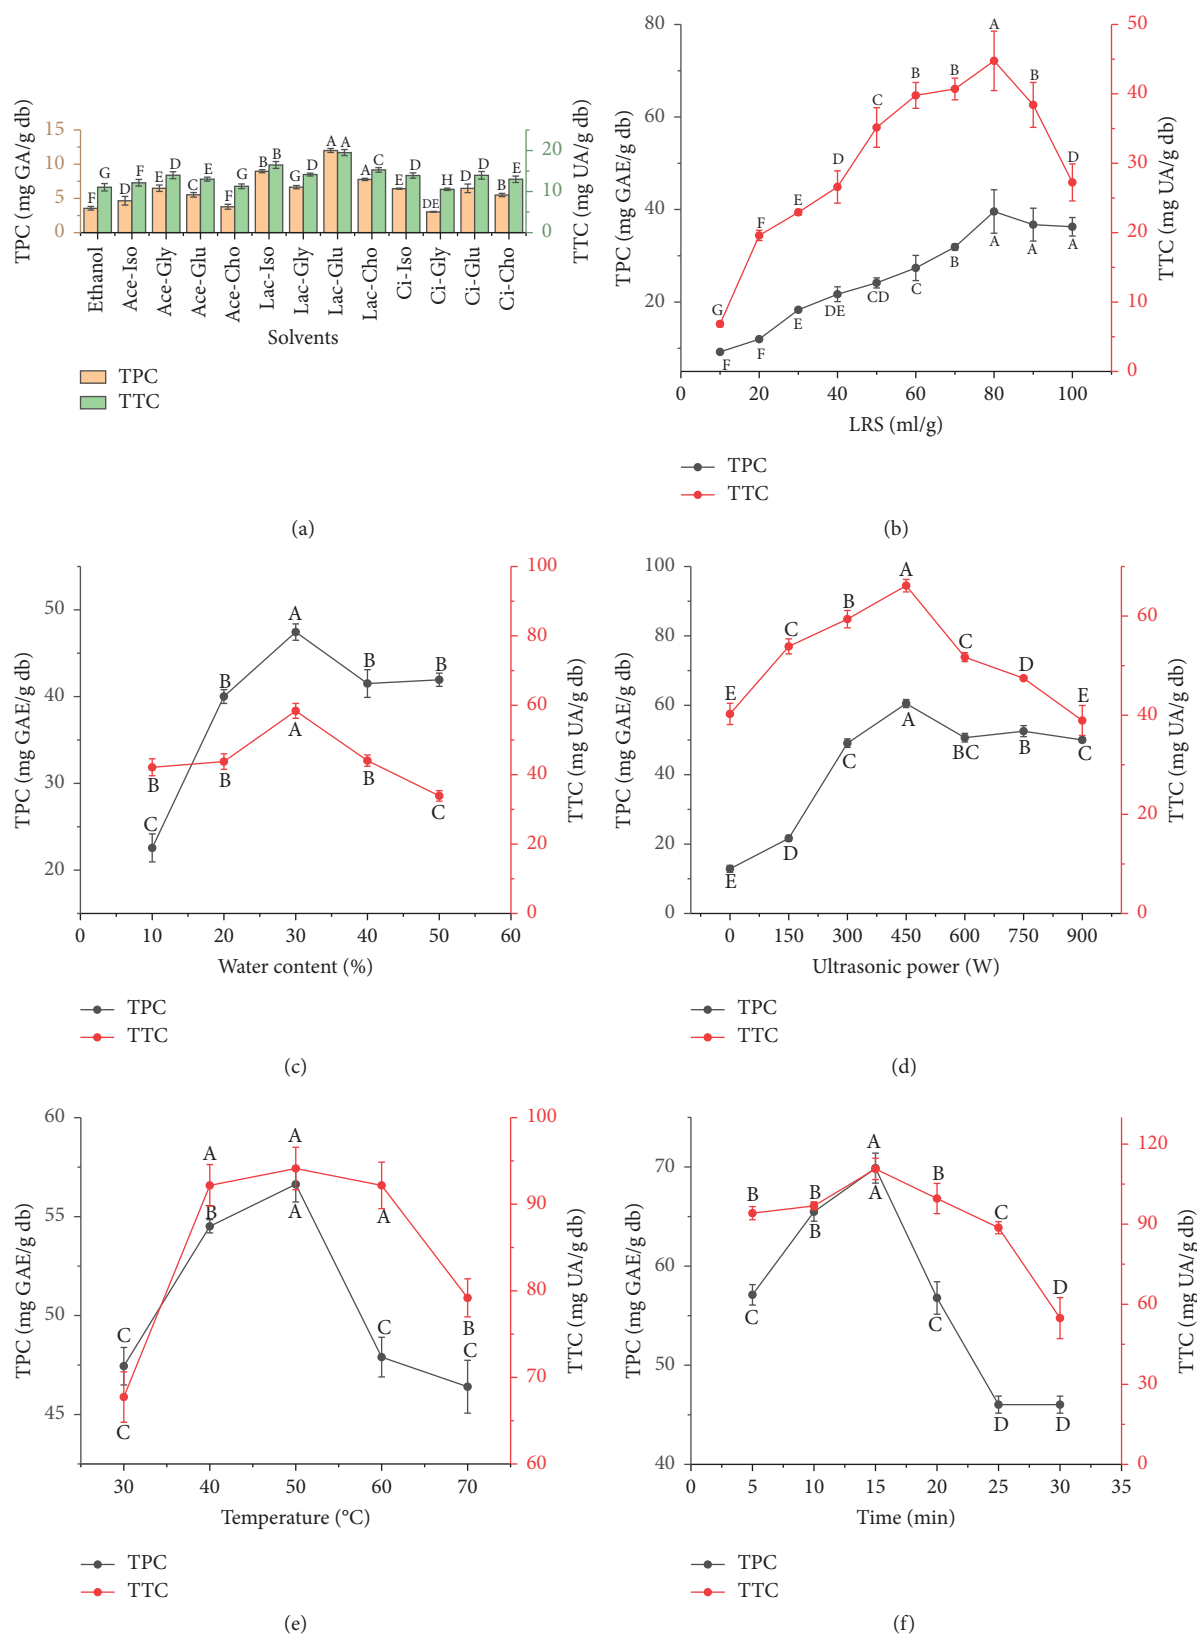 TPC (mg GA/g db)
15
10
5
0
F G D F E D C E F G B B G D A A A C E D DE H D D B E
20
10
0
TTC (mg UA/g db)
Ethanol
Ace-Iso
Ace-Gly
Ace-Glu
Ace-Cho
Lac-Iso
Lac-Gly
Lac-Glu
Lac-Cho
Ci-Iso
Ci-Gly
Ci-Glu
Ci-Cho
Solvents
TPC
TTC
(a)
TPC (mg GAE/g db)
80
60
40
20
G F E D C B B A B D
F F E DE CD C B A A A
50
40
30
20
10
0
TTC (mg UA/g db)
0 20 40 60 80 100
LRS (ml/g)
TPC
TTC
(b)
TPC (mg GAE/g db)
50
40
30
20
C B A B B
B B A B C
100
80
60
40
20
0
TTC (mg UA/g db)
0 10 20 30 40 50 60
Water content (%)
TPC
TTC
(c)
TPC (mg GAE/g db)
100
80
60
40
20
0
E C B A C D E
E D C A BC B C
60
40
20
0
TTC (mg UA/g db)
0 150 300 450 600 750 900
Ultrasonic power (W)
TPC
TTC
(d)
TPC (mg GAE/g db)
60
55
50
45
C A A A B
C B A C C
100
90
80
70
60
TTC (mg UA/g db)
30 40 50 60 70
Temperature (°C)
TPC
TTC
(e)
TPC (mg GAE/g db)
70
60
50
40
B B A B C D
C B A C D D
120
90
60
30
0
TTC (mg UA/g db)
0 5 10 15 20 25 30 35
Time (min)
TPC
TTC
(f)